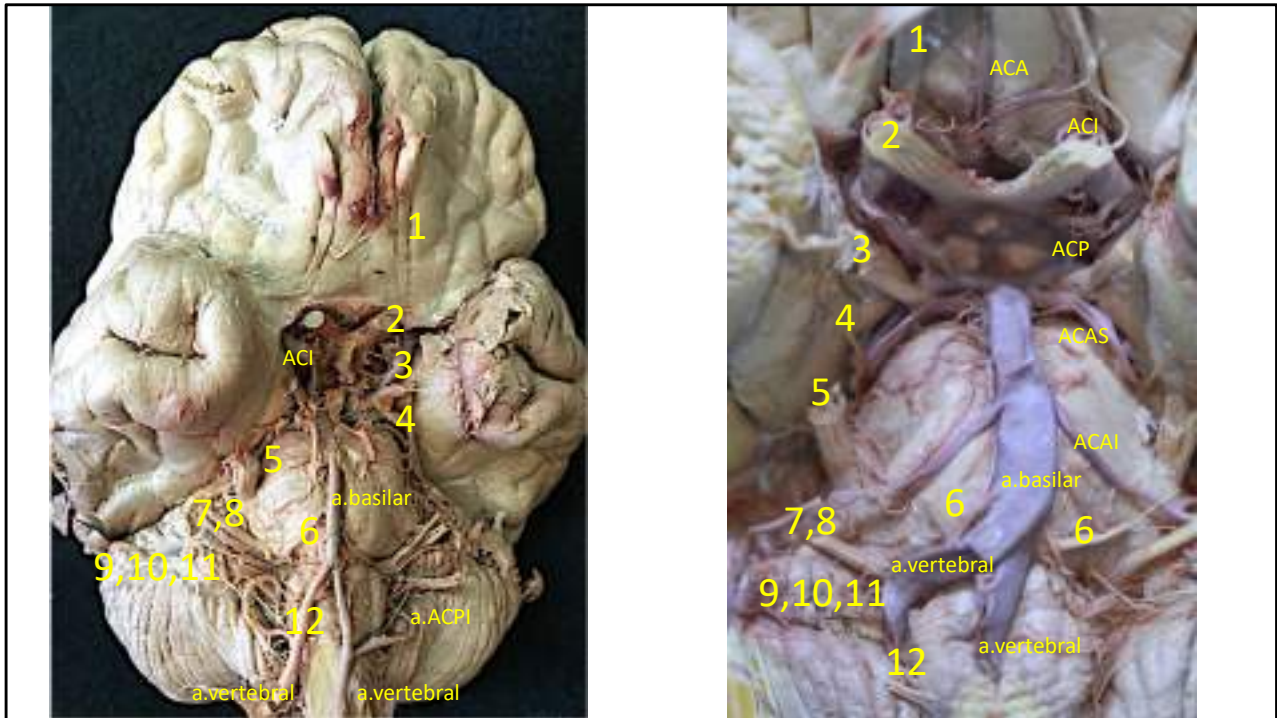 1
2
ACI
3
4
5
a.basilar
7,8
6
9,10,11
12
a.ACPI
a.vertebral
a.vertebral
1
ACA
ACI
2
3
ACP
4
ACAS
5
ACAI
a.basilar
6
7,8
6
a.vertebral
9,10,11
a.vertebral
12